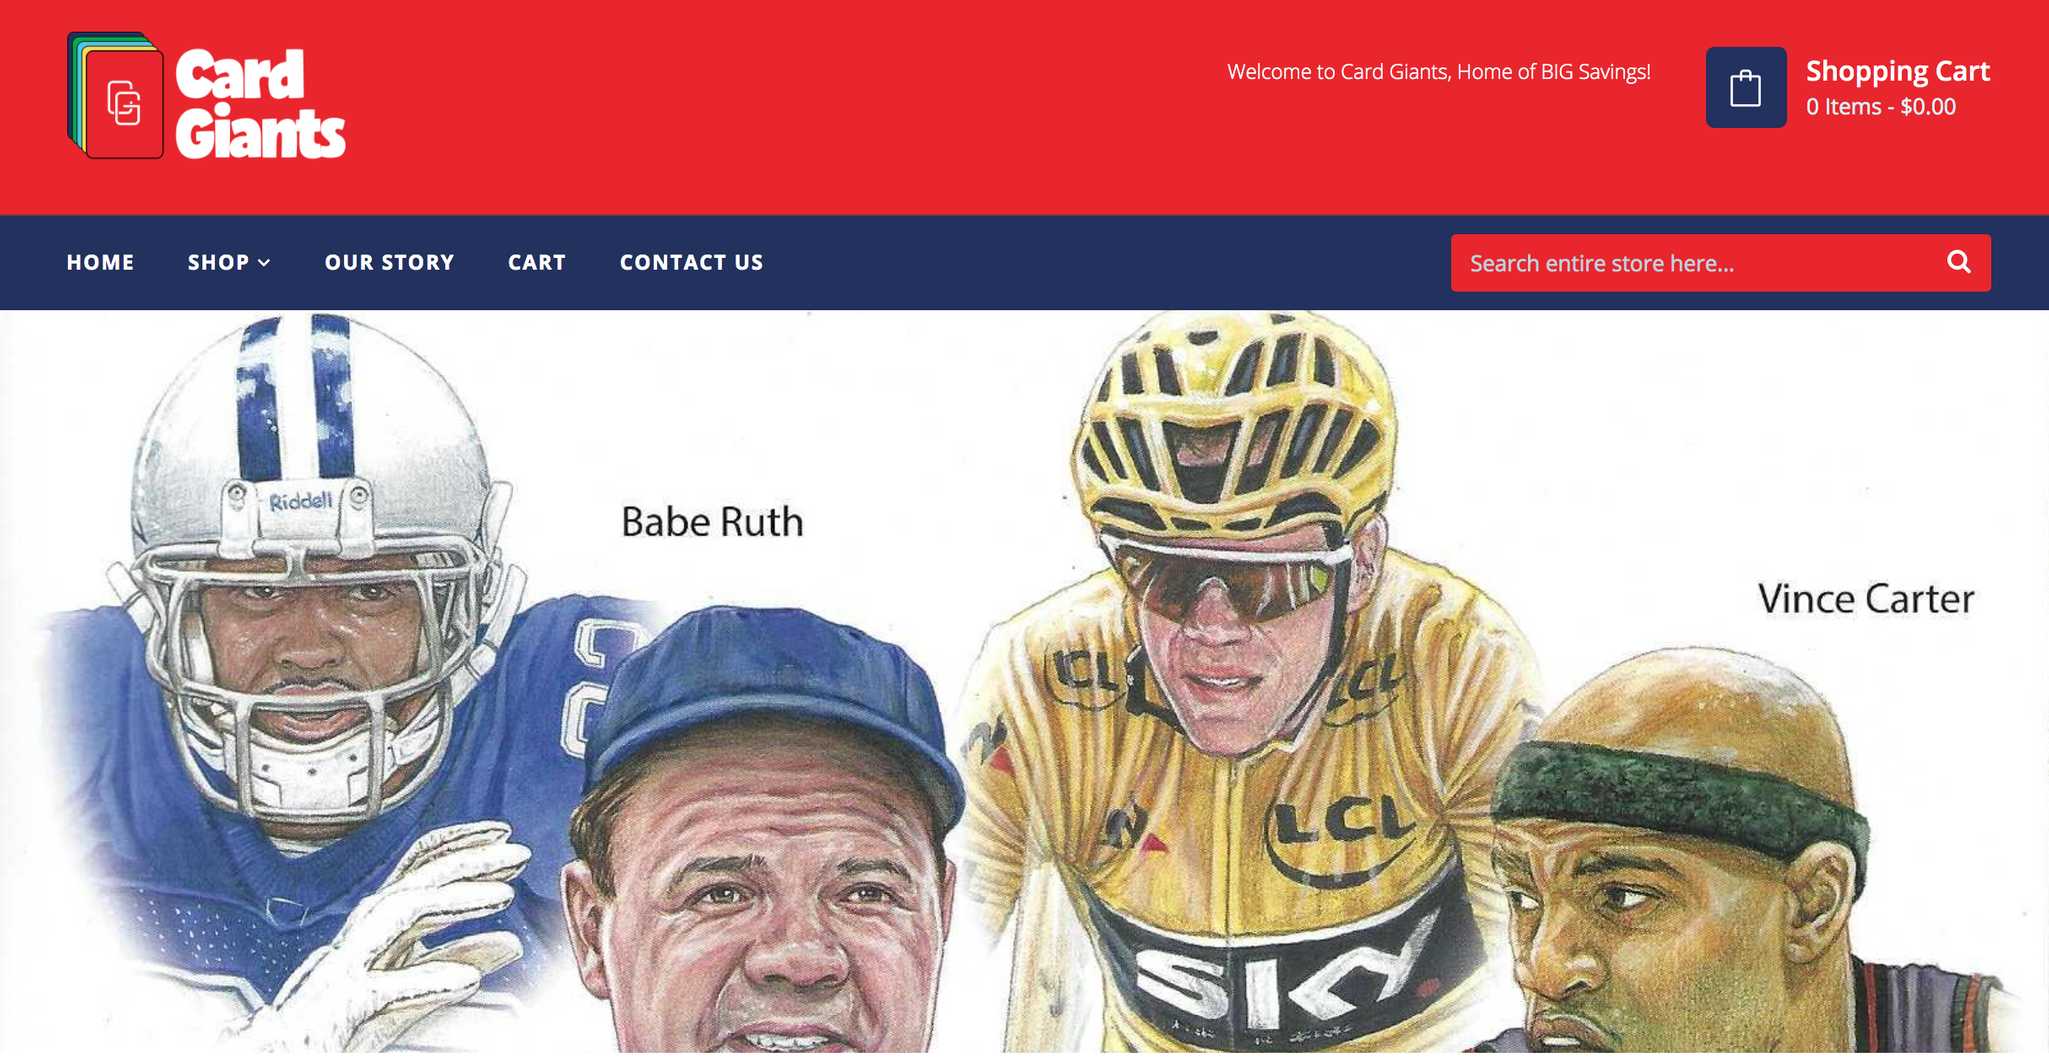 Card
Giants
Welcome to Card Giants, Home of BIG Savings!
Shopping Cart
0 Items - $0.00
HOME
SHOP
OUR STORY
CART
CONTACT US
Search entire store here...
Riddell
Babe Ruth
Vince Carter
LCL
LCL
LCL
SKY